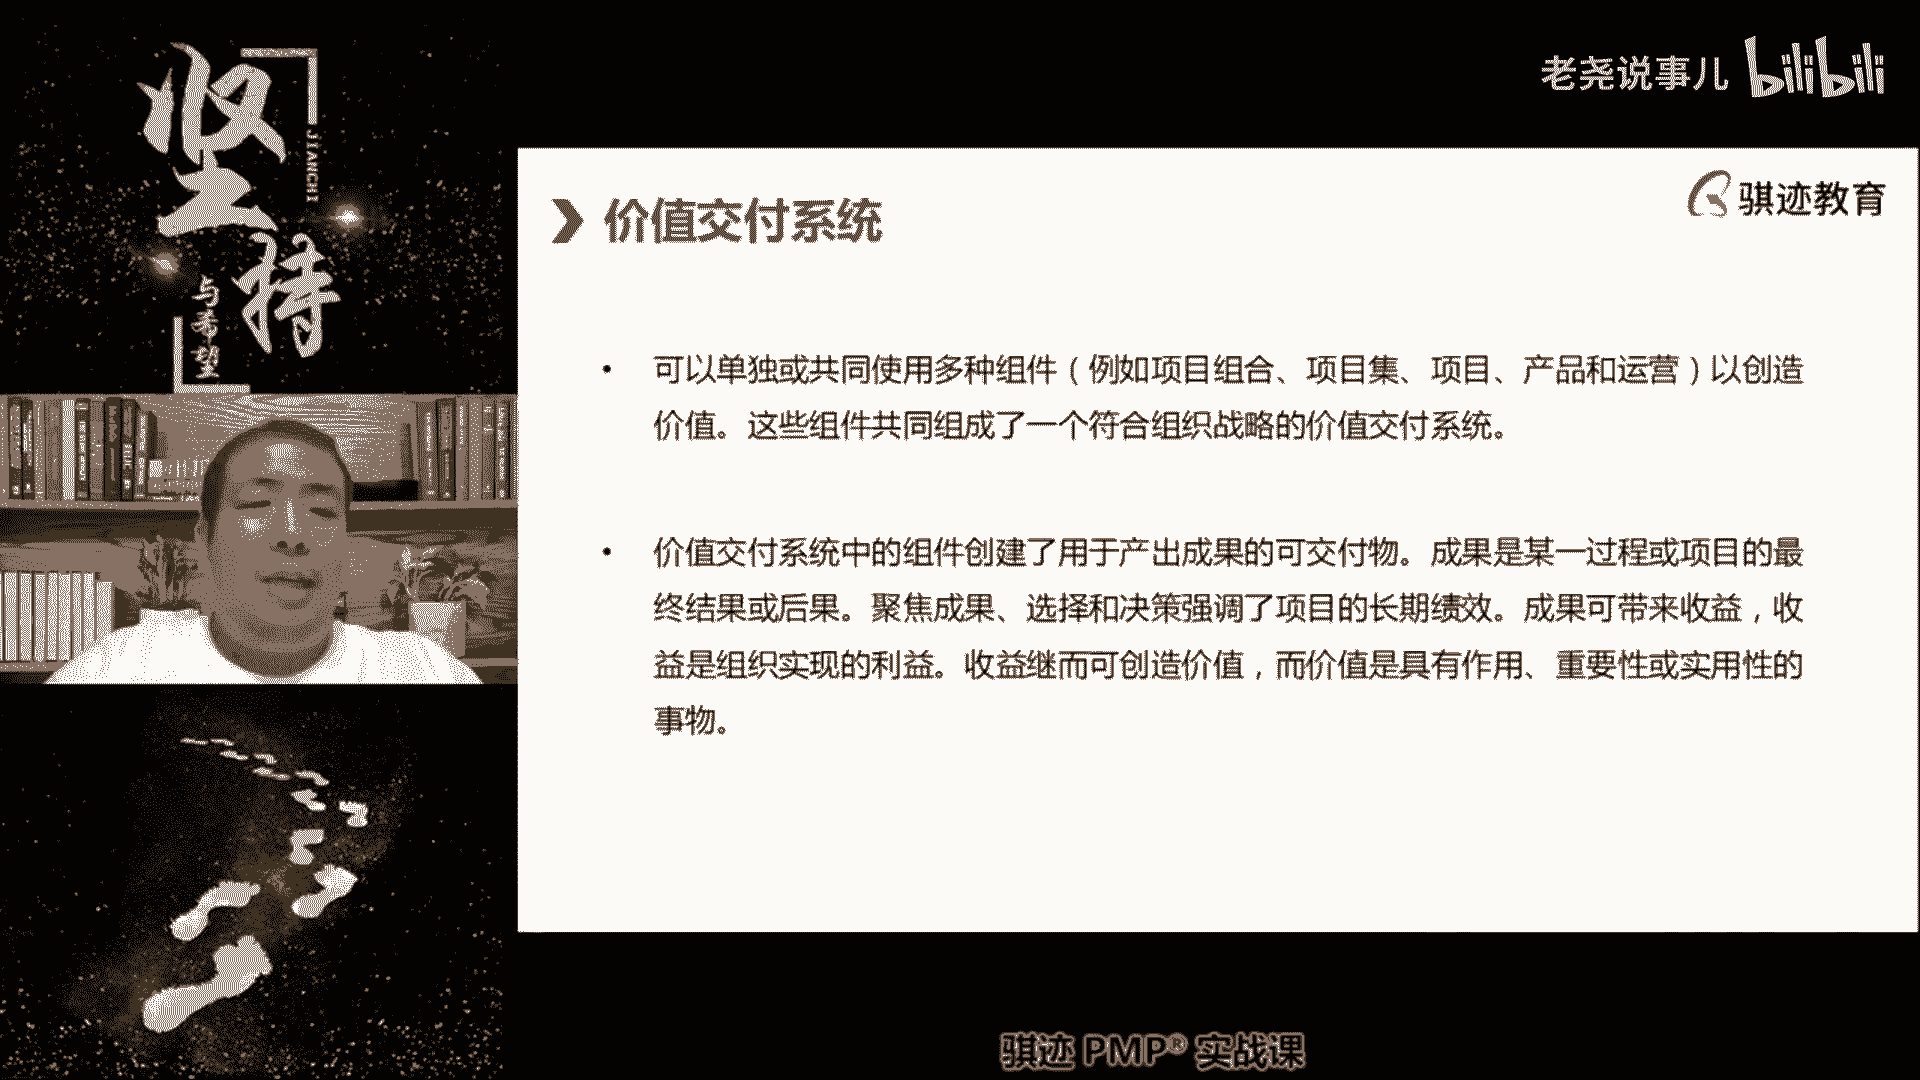 坚持
JIANCHI
与希望
老尧说事儿 bilibili
骐迹教育
价值交付系统
• 可以单独或共同使用多种组件（例如项目组合、项目集、项目、产品和运营）以创造
价值。这些组件共同组成了一个符合组织战略的价值交付系统。
• 价值交付系统中的组件创建了用于产出成果的可交付物。成果是某一过程或项目的最
终结果或后果。聚焦成果、选择和决策强调了项目的长期绩效。成果可带来收益，收
益是组织实现的利益。收益继而可创造价值，而价值是具有作用、重要性或实用性的
事物。
骐迹 PMP® 实战课